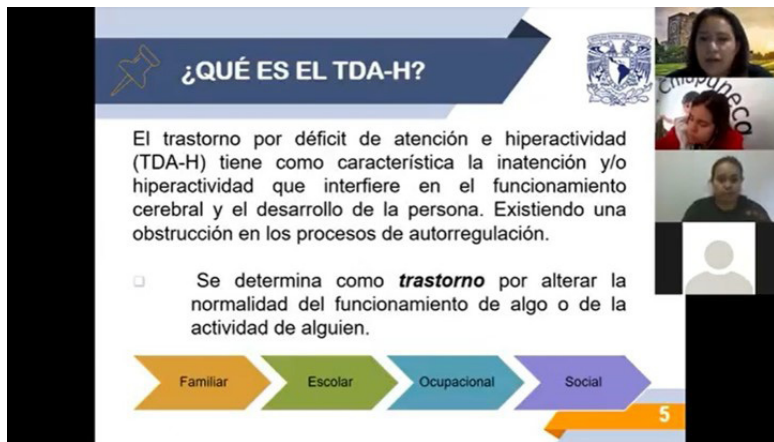 ¿QUÉ ES EL TDA-H?
El trastorno por déficit de atención e hiperactividad
(TDA-H) tiene como característica la inatención y/o
hiperactividad que interfiere en el funcionamiento
cerebral y el desarrollo de la persona. Existiendo una
obstrucción en los procesos de autorregulación.
Se determina como trastorno por alterar la
normalidad del funcionamiento de algo o de la
actividad de alguien.
Familiar
Escolar
Ocupacional
Social
5